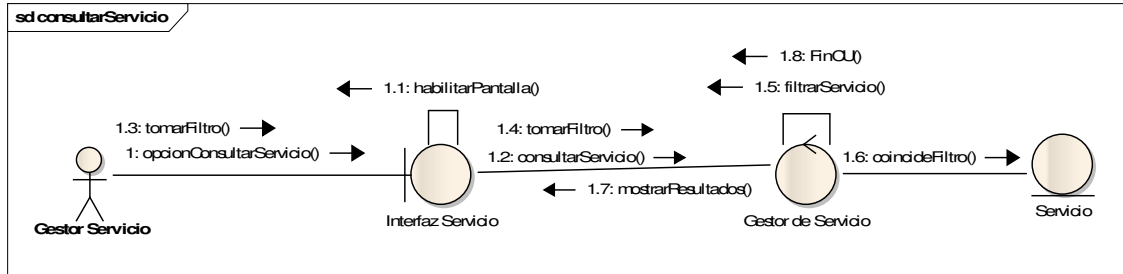 sd consultarServicio
1.8: FinCU()
1.1: habilitarPantalla()
1.5: filtrarServicio()
1.3: tomarFiltro()
1.4: tomarFiltro()
1: opcionConsultarServicio()
1.2: consultarServicio()
1.6: coincideFiltro()
1.7: mostrarResultados()
Gestor Servicio
Interfaz Servicio
Gestor de Servicio
Servicio